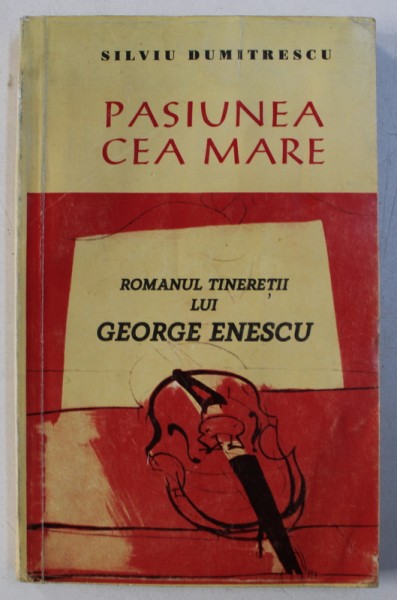 SILVIU DUMITRESCU
PASIUNEA
CEA MARE
ROMANUL TINEREȚII
LUI
GEORGE ENESCU